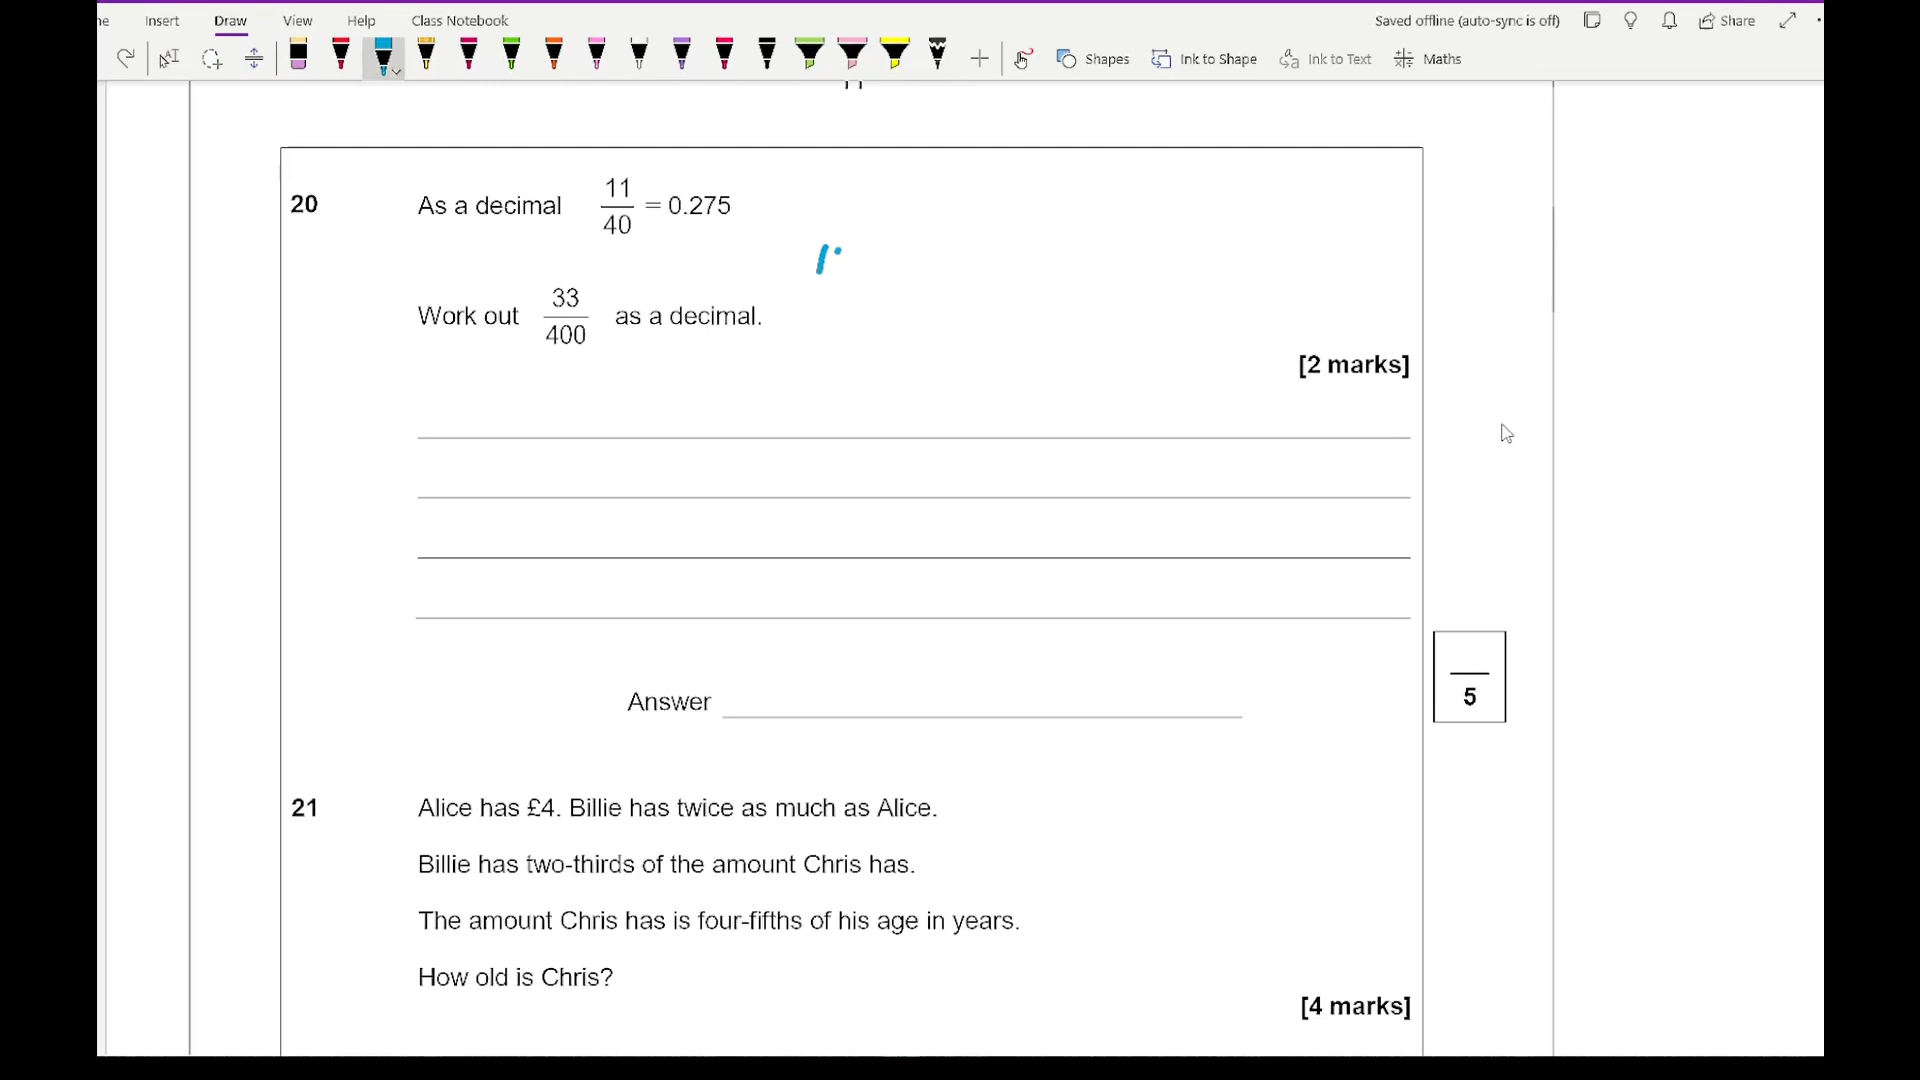 Insert Draw View Help Class Notebook Saved offline (auto-sync is off) Share
Shapes Ink to Shape Ink to Text Maths
20 As a decimal 11/40 = 0.275
Work out 33/400 as a decimal.
[2 marks]
Answer
5
21 Alice has £4. Billie has twice as much as Alice.
Billie has two-thirds of the amount Chris has.
The amount Chris has is four-fifths of his age in years.
How old is Chris?
[4 marks]